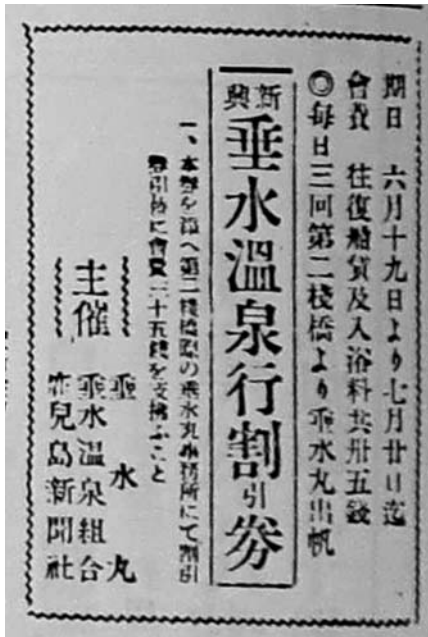 期日 六月十九日より七月廿日迄
會費 往復船賃及入浴料共卅五錢
◎每日三回第二棧橋より垂水丸出帆
新興
垂水溫泉行割引券
一、本券を添へ第二棧橋際の垂水丸事務所にて割引
券引換に會費二十五錢を支拂ふこと
主催
垂水丸
垂水溫泉組合
鹿兒島新聞社